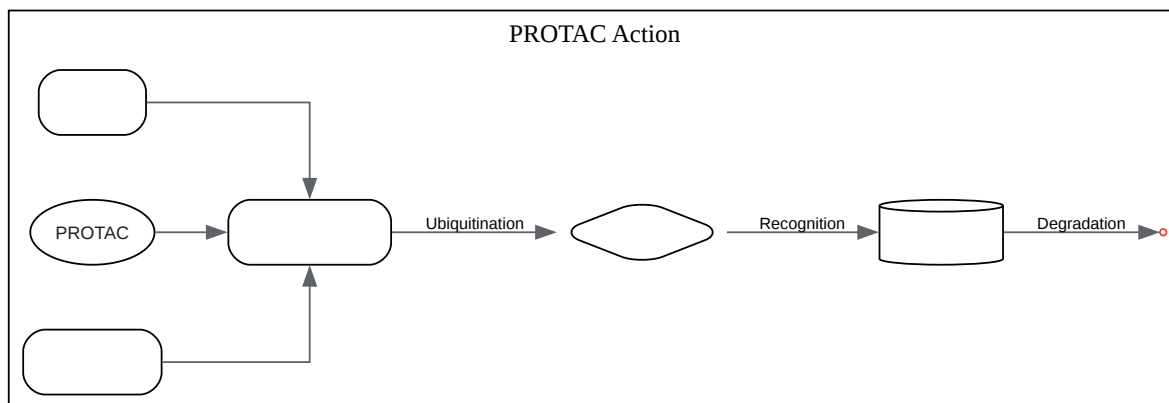 PROTAC Action
PROTAC
Ubiquitination
Recognition
Degradation